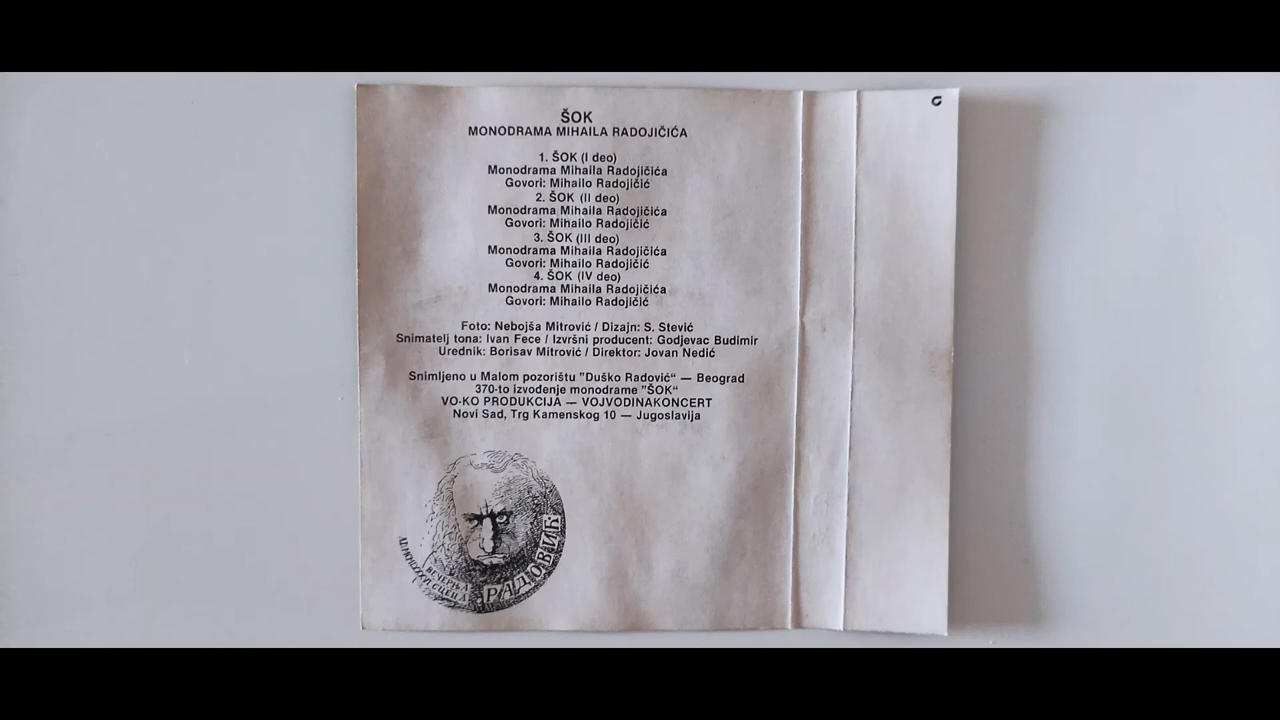 ŠOK
MONODRAMA MIHAILA RADOJIČIĆA
1. ŠOK (I deo)
Monodrama Mihaila Radojičića
Govori: Mihailo Radojičić
2. ŠOK (II deo)
Monodrama Mihaila Radojičića
Govori: Mihailo Radojičić
3. ŠOK (III deo)
Monodrama Mihaila Radojičića
Govori: Mihailo Radojičić
4. ŠOK (IV deo)
Monodrama Mihaila Radojičića
Govori: Mihailo Radojičić
Foto: Nebojša Mitrović / Dizajn: S. Stević
Snimatelj tona: Ivan Fece / Izvršni producent: Godjevac Budimir
Urednik: Borisav Mitrović / Direktor: Jovan Nedić
Snimljeno u Malom pozorištu "Duško Radović“ — Beograd
370-to izvođenje monodrame "ŠOK“
VO-KO PRODUKCIJA — VOJVODINAKONCERT
Novi Sad, Trg Kamenskog 10 — Jugoslavija
ВЕЧЕРЊА
СЦЕНА
РАДОВИЋ